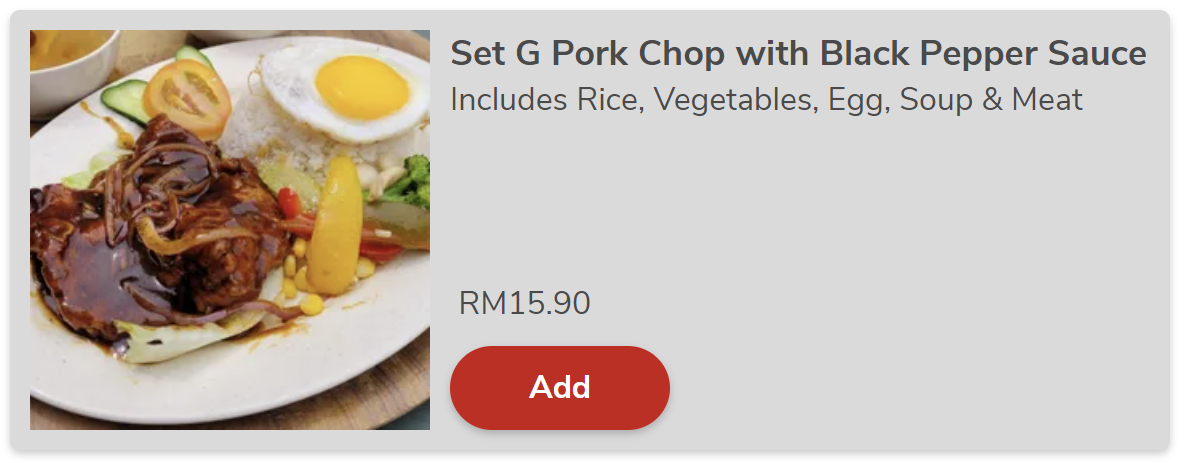 Set G Pork Chop with Black Pepper Sauce
Includes Rice, Vegetables, Egg, Soup & Meat
RM15.90
Add